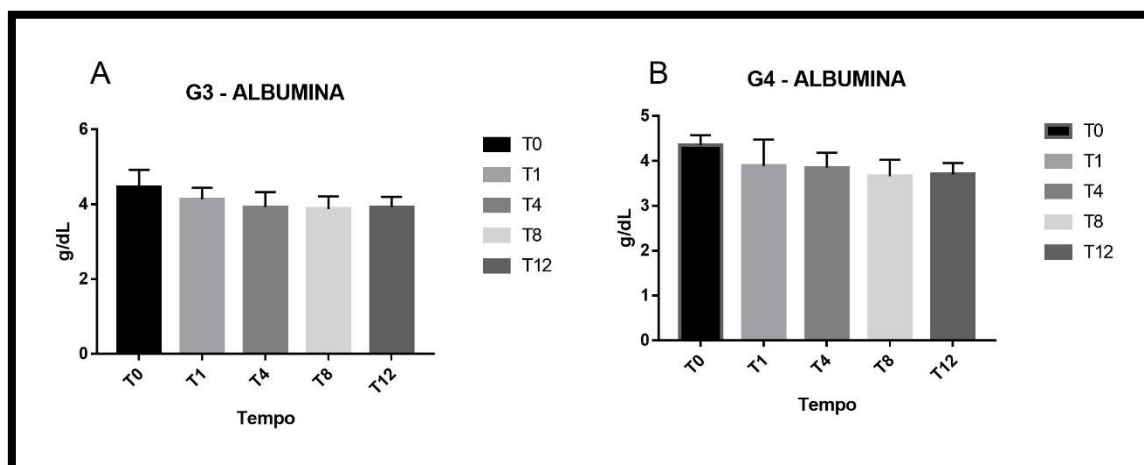 A
G3 - ALBUMINA
6
4
2
0
g/dL
T0
T1
T4
T8
T12
Tempo
T0
T1
T4
T8
T12
B
G4 - ALBUMINA
5
4
3
2
1
0
g/dL
T0
T1
T4
T8
T12
Tempo
T0
T1
T4
T8
T12